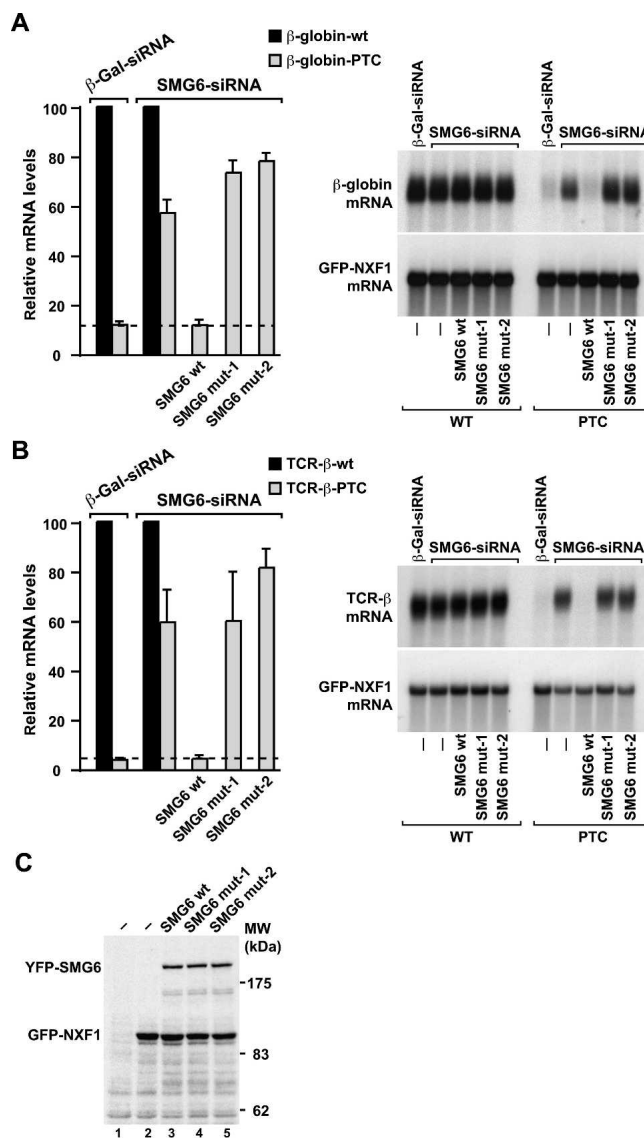 A
β-globin-wt
β-globin-PTC
β-Gal-siRNA
SMG6-siRNA
Relative mRNA levels
100
80
60
40
20
0
SMG6 wt
SMG6 mut-1
SMG6 mut-2
β-Gal-siRNA
SMG6-siRNA
β-Gal-siRNA
SMG6-siRNA
β-globin
mRNA
GFP-NXF1
mRNA
–
–
SMG6 wt
SMG6 mut-1
SMG6 mut-2
–
–
SMG6 wt
SMG6 mut-1
SMG6 mut-2
WT
PTC
B
TCR-β-wt
TCR-β-PTC
β-Gal-siRNA
SMG6-siRNA
Relative mRNA levels
100
80
60
40
20
0
SMG6 wt
SMG6 mut-1
SMG6 mut-2
β-Gal-siRNA
SMG6-siRNA
β-Gal-siRNA
SMG6-siRNA
TCR-β
mRNA
GFP-NXF1
mRNA
–
–
SMG6 wt
SMG6 mut-1
SMG6 mut-2
–
–
SMG6 wt
SMG6 mut-1
SMG6 mut-2
WT
PTC
C
–
–
SMG6 wt
SMG6 mut-1
SMG6 mut-2
MW
(kDa)
YFP-SMG6
- 175
GFP-NXF1
- 83
- 62
1 2 3 4 5